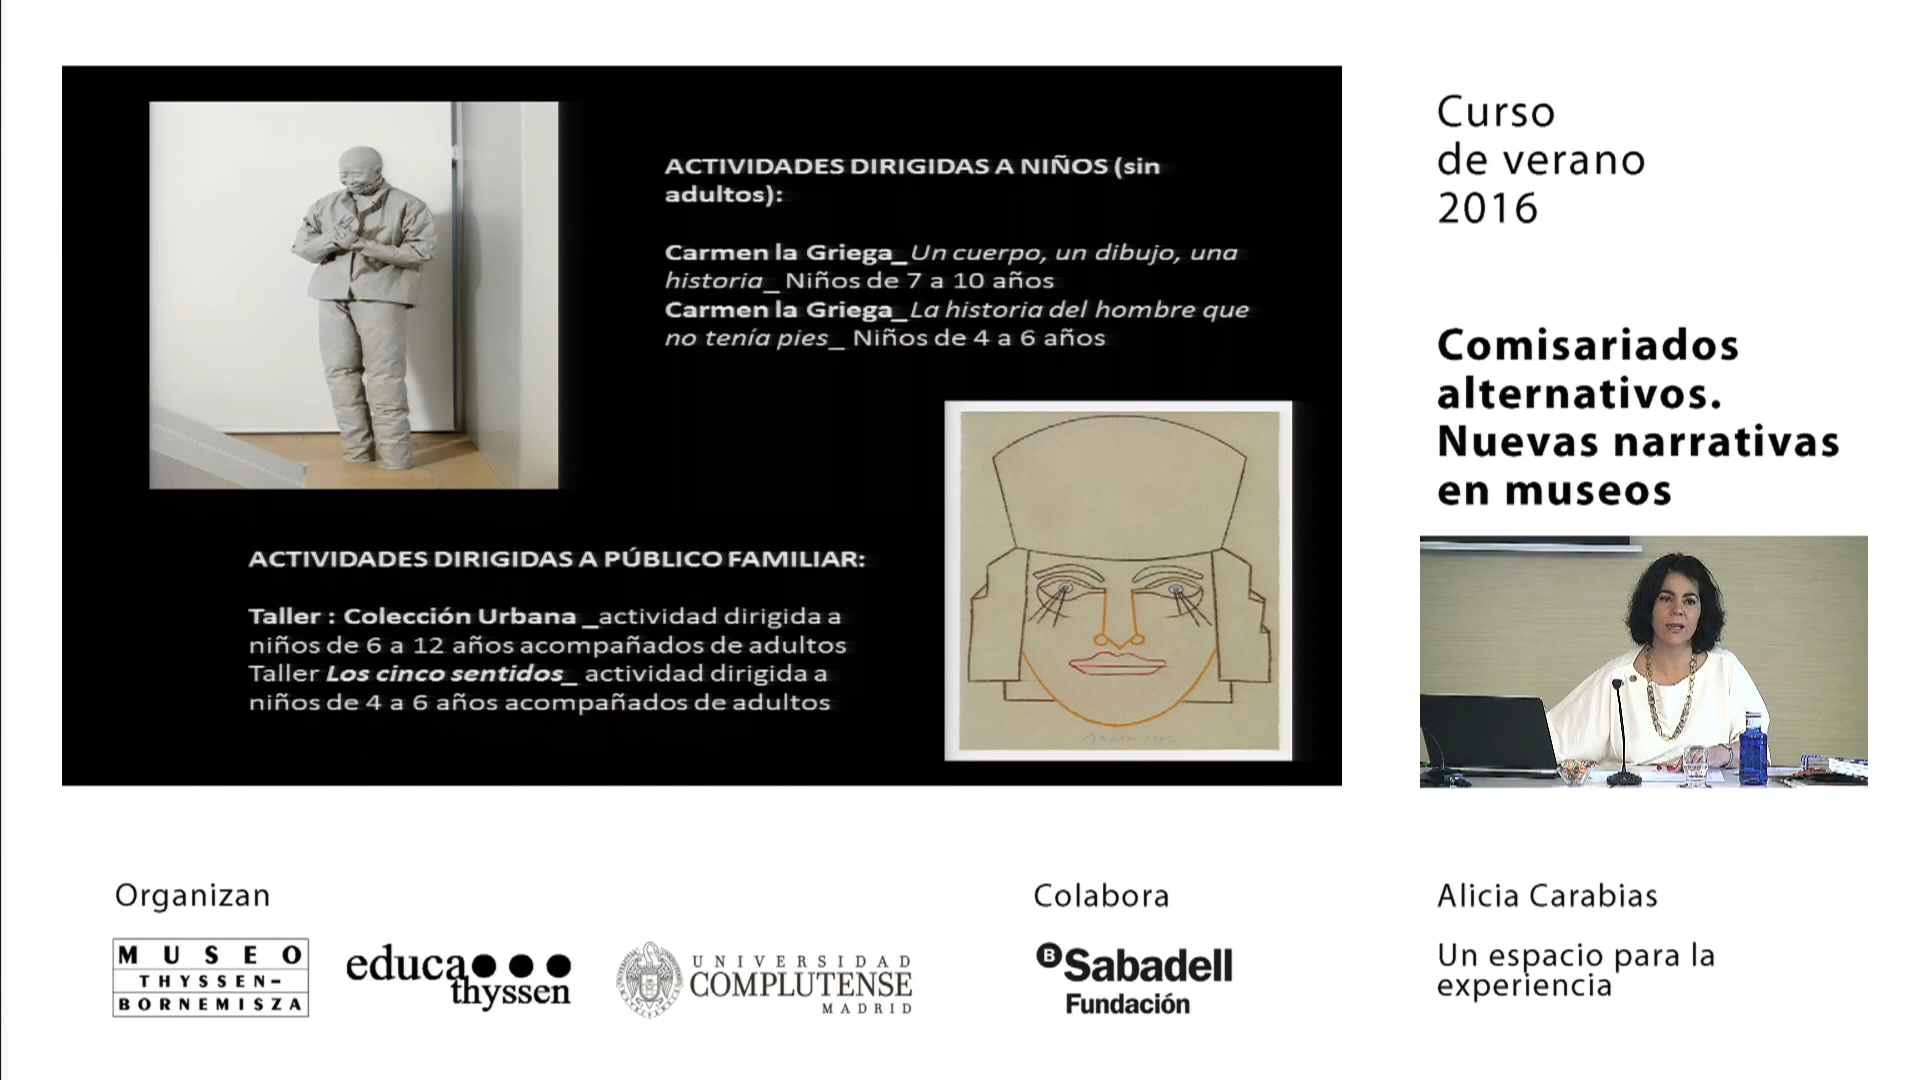 ACTIVIDADES DIRIGIDAS A NIÑOS (sin
adultos):
Carmen la Griega_Un cuerpo, un dibujo, una
historia_ Niños de 7 a 10 años
Carmen la Griega_La historia del hombre que
no tenía pies_ Niños de 4 a 6 años
ACTIVIDADES DIRIGIDAS A PÚBLICO FAMILIAR:
Taller : Colección Urbana _actividad dirigida a
niños de 6 a 12 años acompañados de adultos
Taller Los cinco sentidos_ actividad dirigida a
niños de 4 a 6 años acompañados de adultos
Curso
de verano
2016
Comisariados
alternativos.
Nuevas narrativas
en museos
Organizan
MUSEO
THYSSEN-
BORNEMISZA
educa
thyssen
UNIVERSIDAD
COMPLUTENSE
MADRID
Colabora
B Sabadell
Fundación
Alicia Carabias
Un espacio para la
experiencia